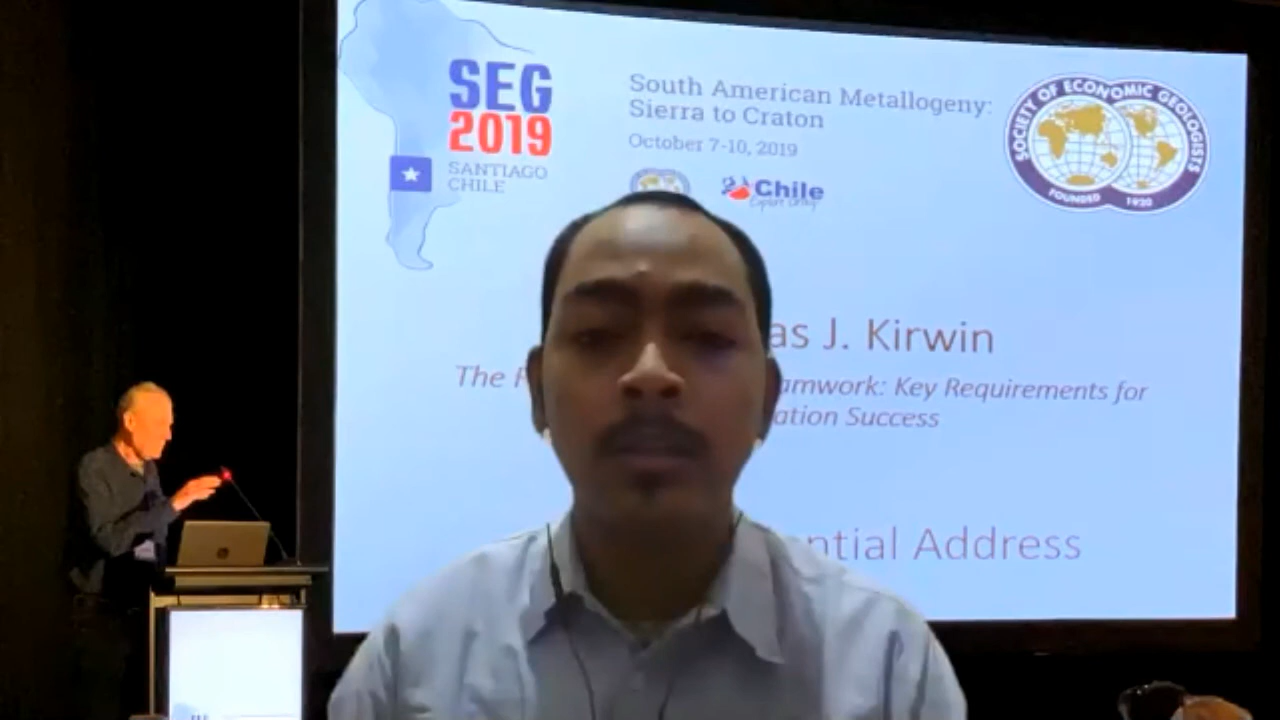 SEG
2019
SANTIAGO
CHILE
South American Metallogeny:
Sierra to Craton
October 7-10, 2019
Chile
SOCIETY OF ECONOMIC GEOLOGISTS
FOUNDED 1920
as J. Kirwin
The amwork: Key Requirements for
ation Success
ntial Address